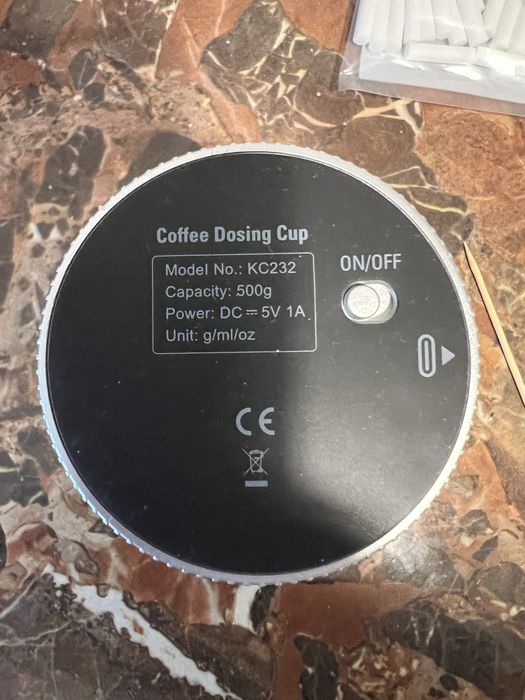 Coffee Dosing Cup
Model No.: KC232
Capacity: 500g
Power: DC⎓5V 1A
Unit: g/ml/oz
ON/OFF
CE